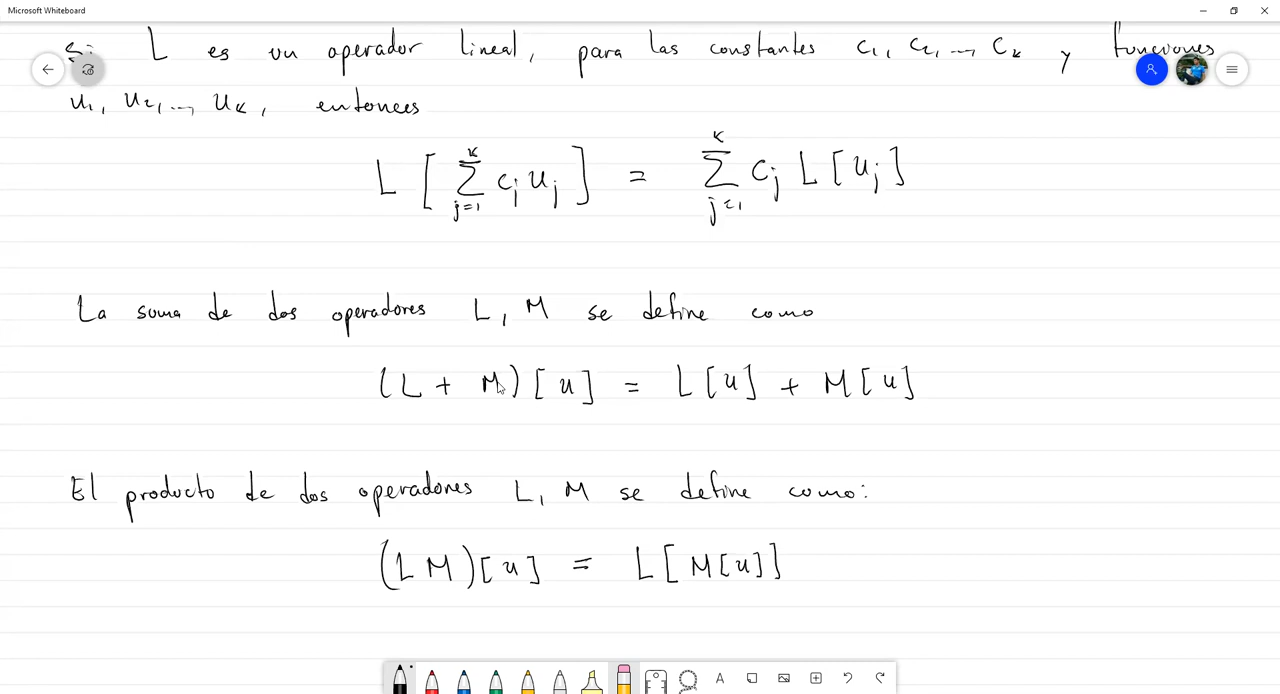 Microsoft Whiteboard
Si L es un operador lineal, para las constantes c₁, c₂, ..., cₖ y funciones
u₁, u₂, ..., uₖ, entonces
L [ ∑_{j=1}^{k} cⱼ uⱼ ] = ∑_{j=1}^{k} cⱼ L [uⱼ]
La suma de dos operadores L, M se define como
(L + M) [u] = L [u] + M [u]
El producto de dos operadores L, M se define como:
(L M) [u] = L [M[u]]